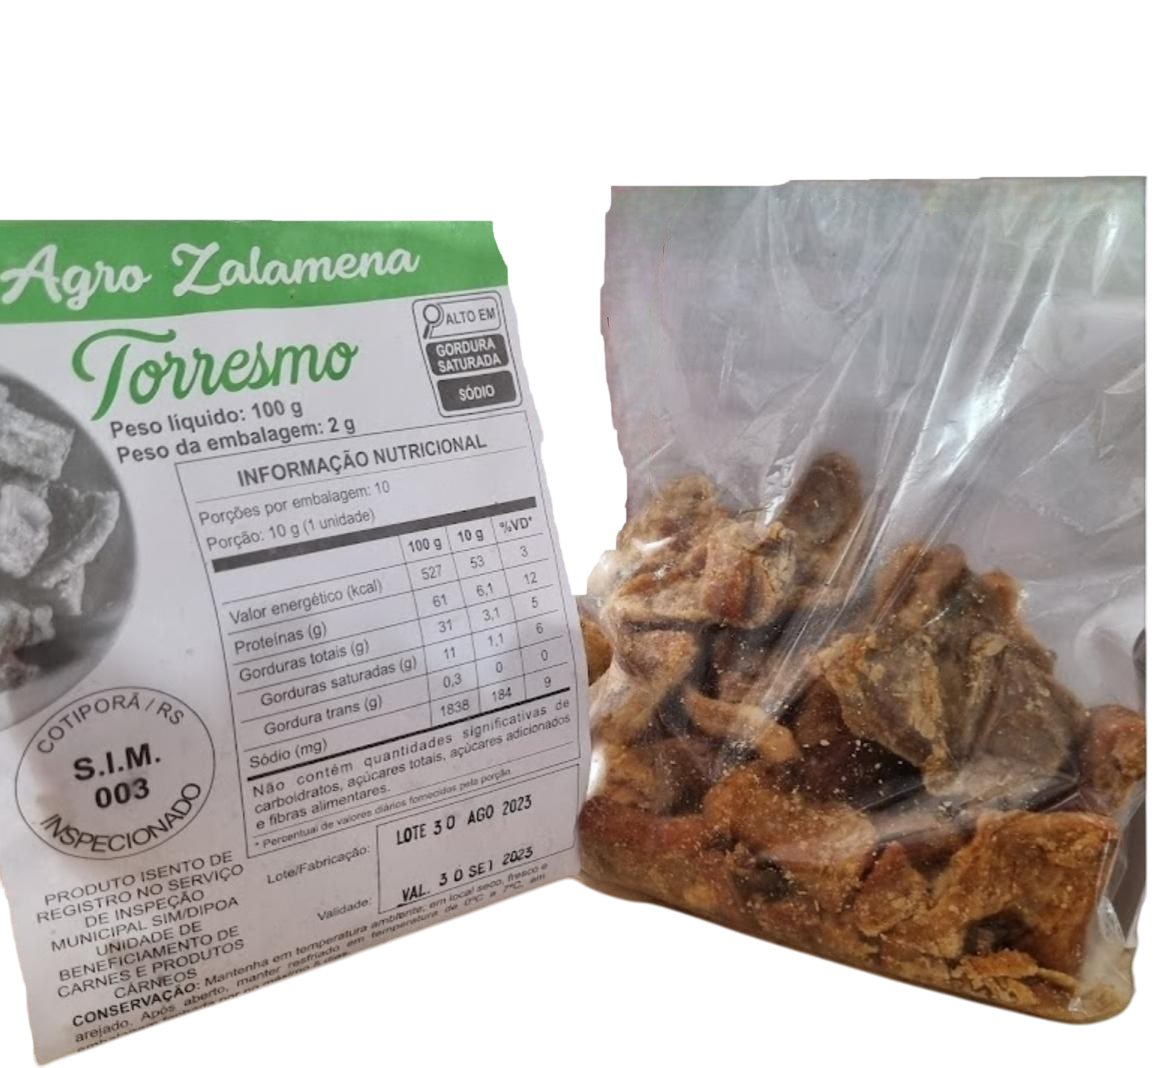 Agro Zalamena
Torresmo
Peso líquido: 100 g
Peso da embalagem: 2 g
ALTO EM
GORDURA
SATURADA
SÓDIO
INFORMAÇÃO NUTRICIONAL
Porções por embalagem: 10
Porção: 10 g (1 unidade)
100 g 10 g %VD*
Valor energético (kcal) 527 53 3
Proteínas (g) 61 6,1 12
Gorduras totais (g) 31 3,1 5
Gorduras saturadas (g) 11 1,1 6
Gordura trans (g) 0,3 0 0
Sódio (mg) 1838 184 9
Não contém quantidades significativas de
carboidratos, açúcares totais, açúcares adicionados
e fibras alimentares.
* Percentual de valores diários fornecidos pela porção.
COTIPORÃ / RS
S.I.M.
003
INSPECIONADO
Lote/Fabricação:
LOTE 30 AGO 2023
Validade:
VAL. 30 SET 2023
PRODUTO ISENTO DE
REGISTRO NO SERVIÇO
DE INSPEÇÃO
MUNICIPAL SIM/DIPOA
UNIDADE DE
BENEFICIAMENTO DE
CARNES E PRODUTOS
CÁRNEOS
CONSERVAÇÃO: Mantenha em temperatura ambiente, em local seco, fresco e
arejado. Após aberto, manter resfriado em temperatura de 0°C a 7°C, em